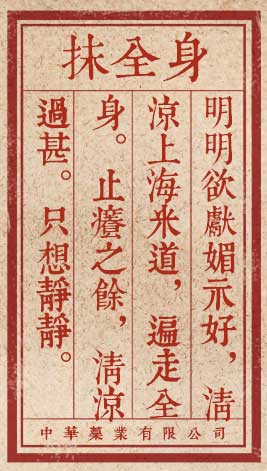 抹全身
明明欲獻媚示好，清
涼上海水道，遍走全
身。止癢之餘，清涼
過甚。只想靜靜。
中華藥業有限公司